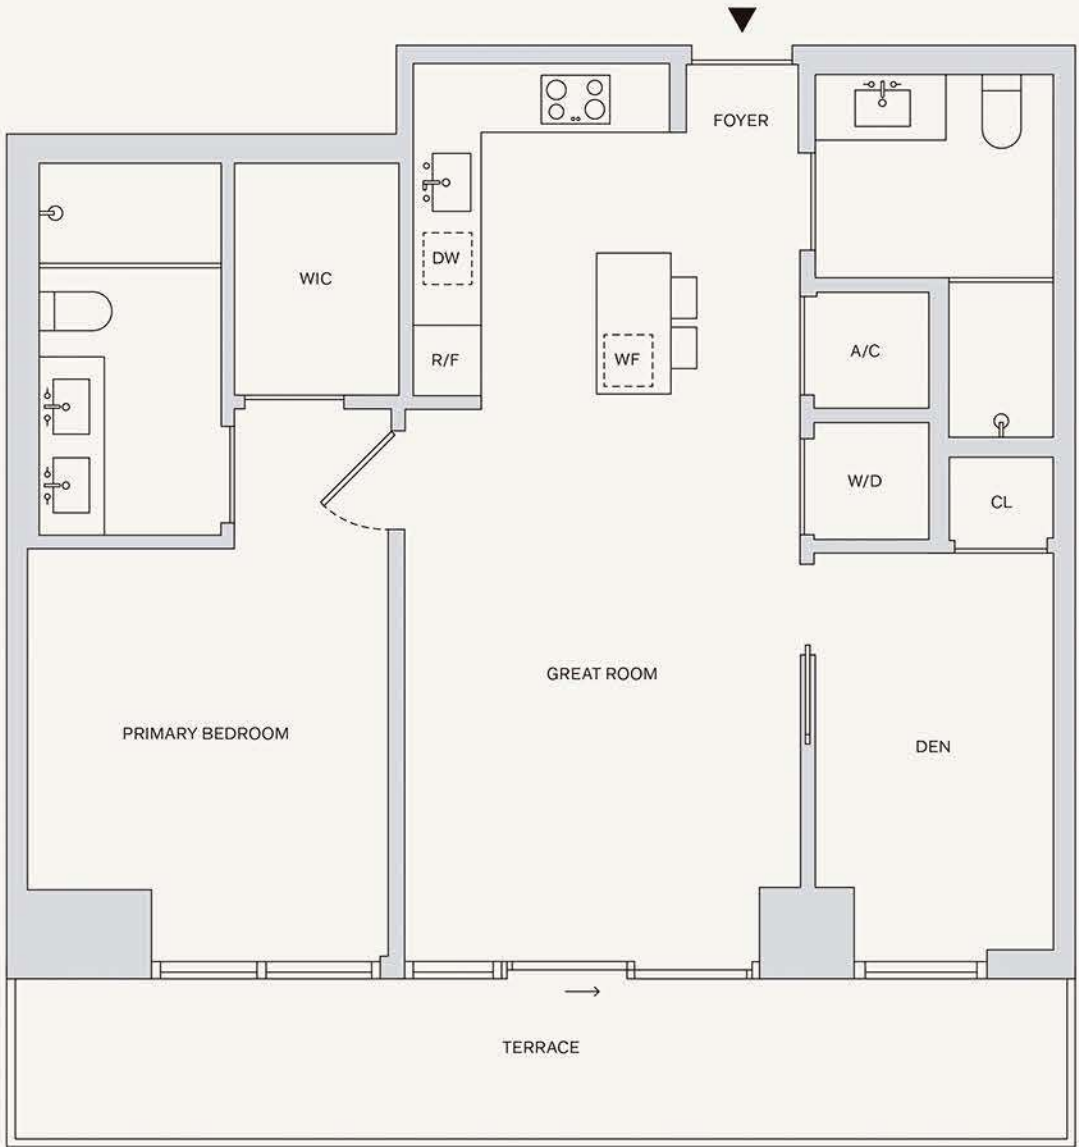 FOYER
DW
WIC
A/C
R/F
WF
W/D
CL
GREAT ROOM
PRIMARY BEDROOM
DEN
TERRACE